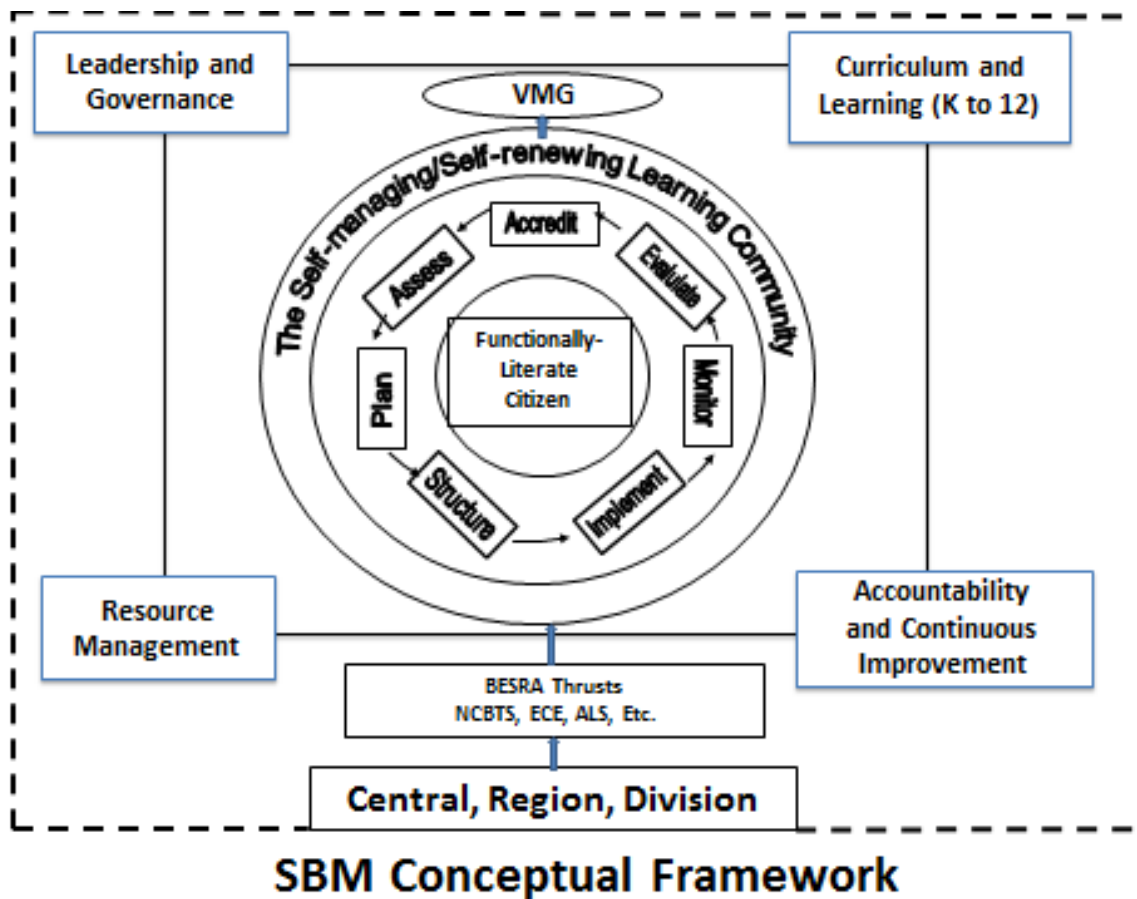 Leadership and
Governance
Curriculum and
Learning (K to 12)
VMG
The Self-managing/Self-renewing Learning Community
Accredit
Assess
Evalulate
Functionally-
Literate
Citizen
Plan
Monitor
Structure
Implement
Resource
Management
Accountability
and Continuous
Improvement
BESRA Thrusts
NCBTS, ECE, ALS, Etc.
Central, Region, Division
SBM Conceptual Framework